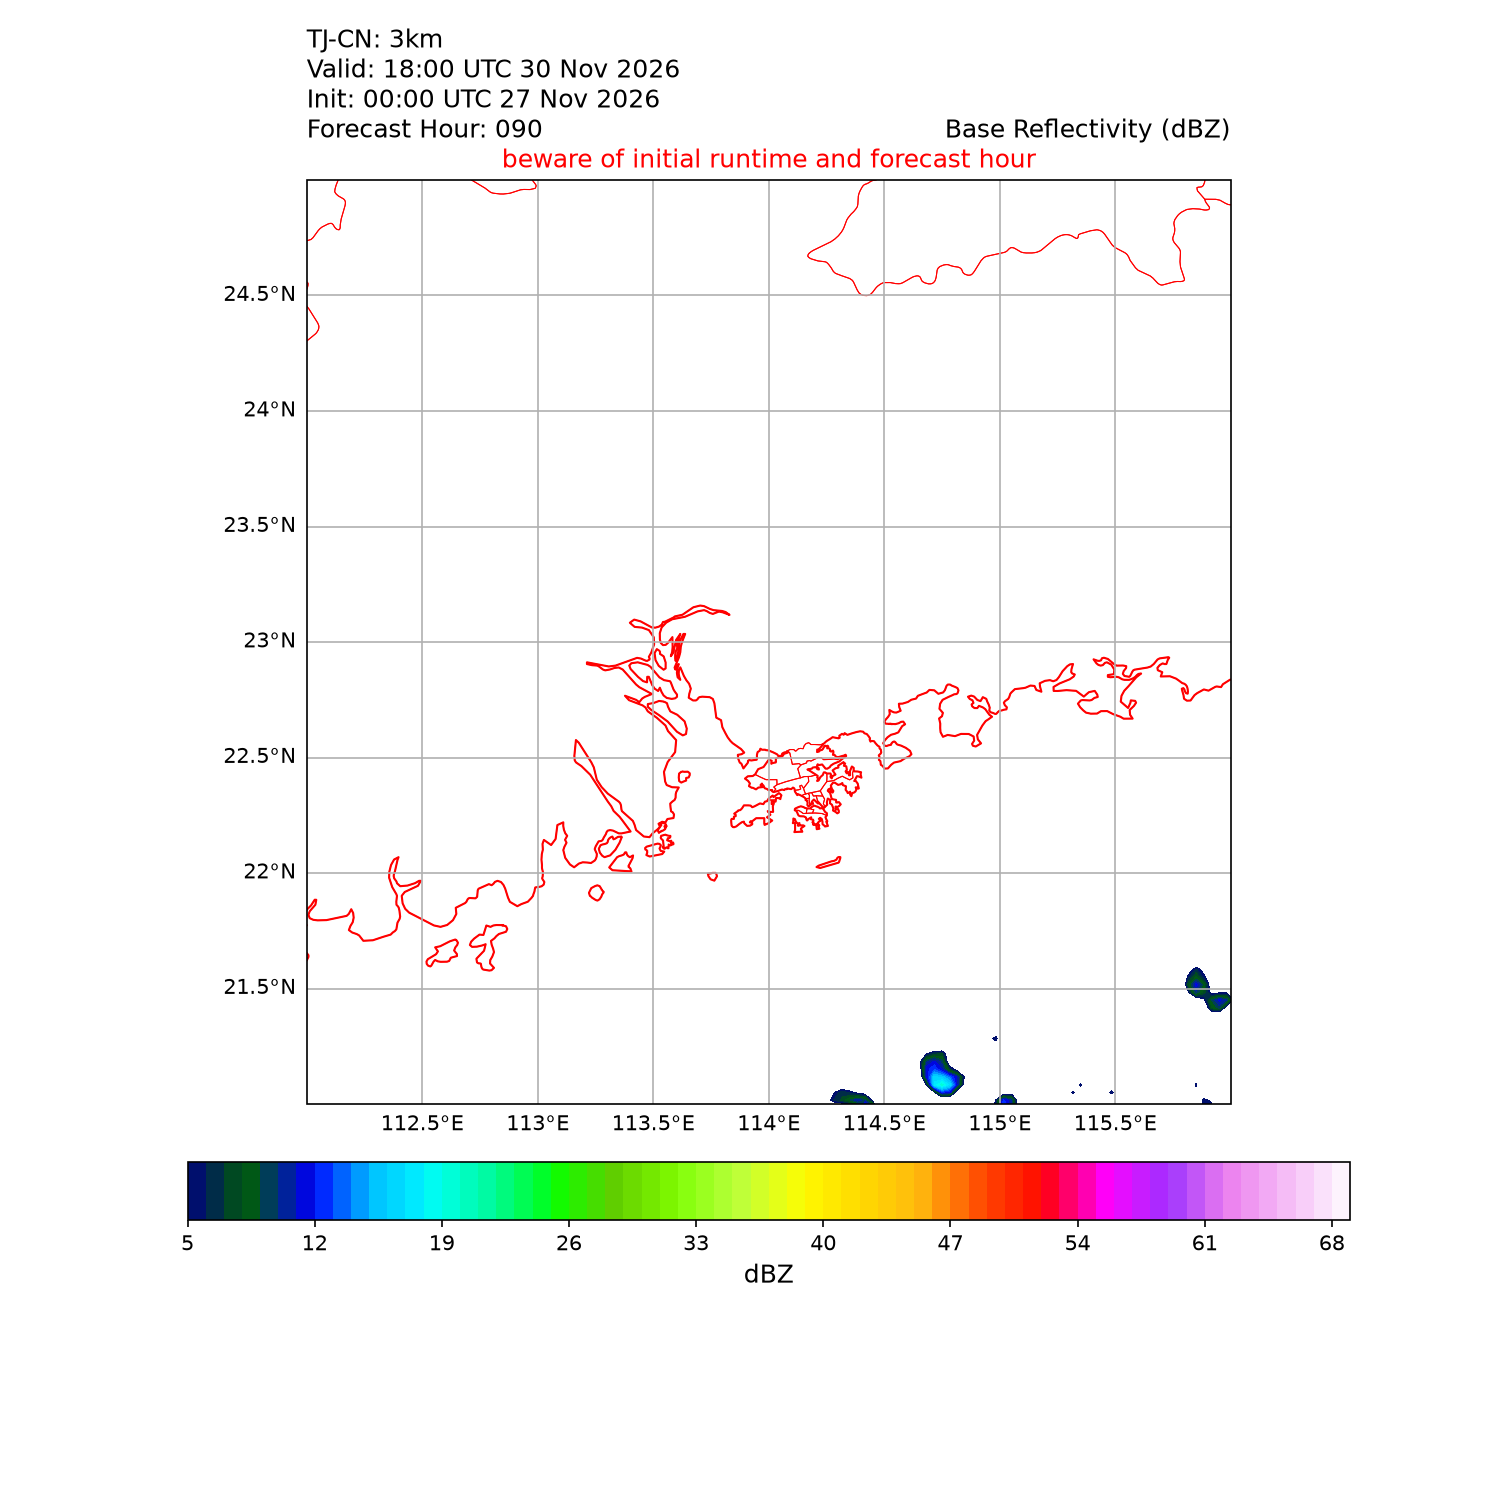 TJ-CN: 3km
Valid: 18:00 UTC 30 Nov 2026
Init: 00:00 UTC 27 Nov 2026
Forecast Hour: 090
Base Reflectivity (dBZ)
beware of initial runtime and forecast hour
24.5°N
24°N
23.5°N
23°N
22.5°N
22°N
21.5°N
112.5°E 113°E 113.5°E 114°E 114.5°E 115°E 115.5°E
5 12 19 26 33 40 47 54 61 68
dBZ